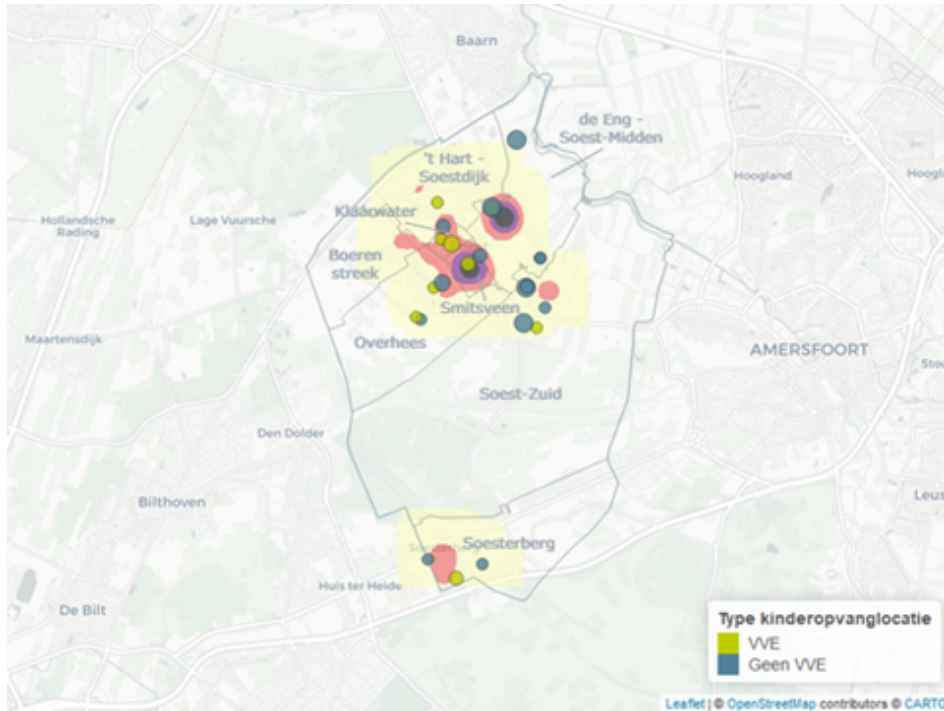 Baarn
de Eng -
Soest-Midden
't Hart -
Soestdijk
Hoogland
Hoogla
Klaarwater
Hollandsche
Rading
Lage Vuursche
Boeren
streek
Smitsveen
Maartensdijk
Overhees
AMERSFOORT
Stou
Soest-Zuid
Den Dolder
Bilthoven
Leus
Soesterberg
Huis ter Heide
De Bilt
Type kinderopvanglocatie
VVE
Geen VVE
Leaflet | © OpenStreetMap contributors © CARTO